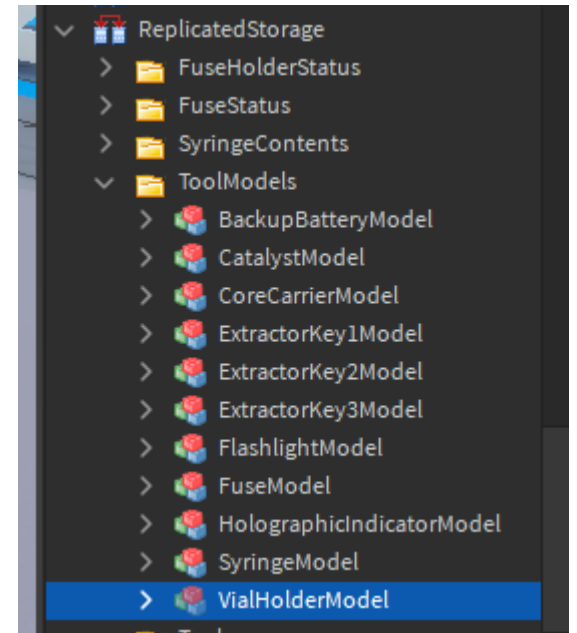 ReplicatedStorage
FuseHolderStatus
FuseStatus
SyringeContents
ToolModels
BackupBatteryModel
CatalystModel
CoreCarrierModel
ExtractorKey1Model
ExtractorKey2Model
ExtractorKey3Model
FlashlightModel
FuseModel
HolographicIndicatorModel
SyringeModel
VialHolderModel